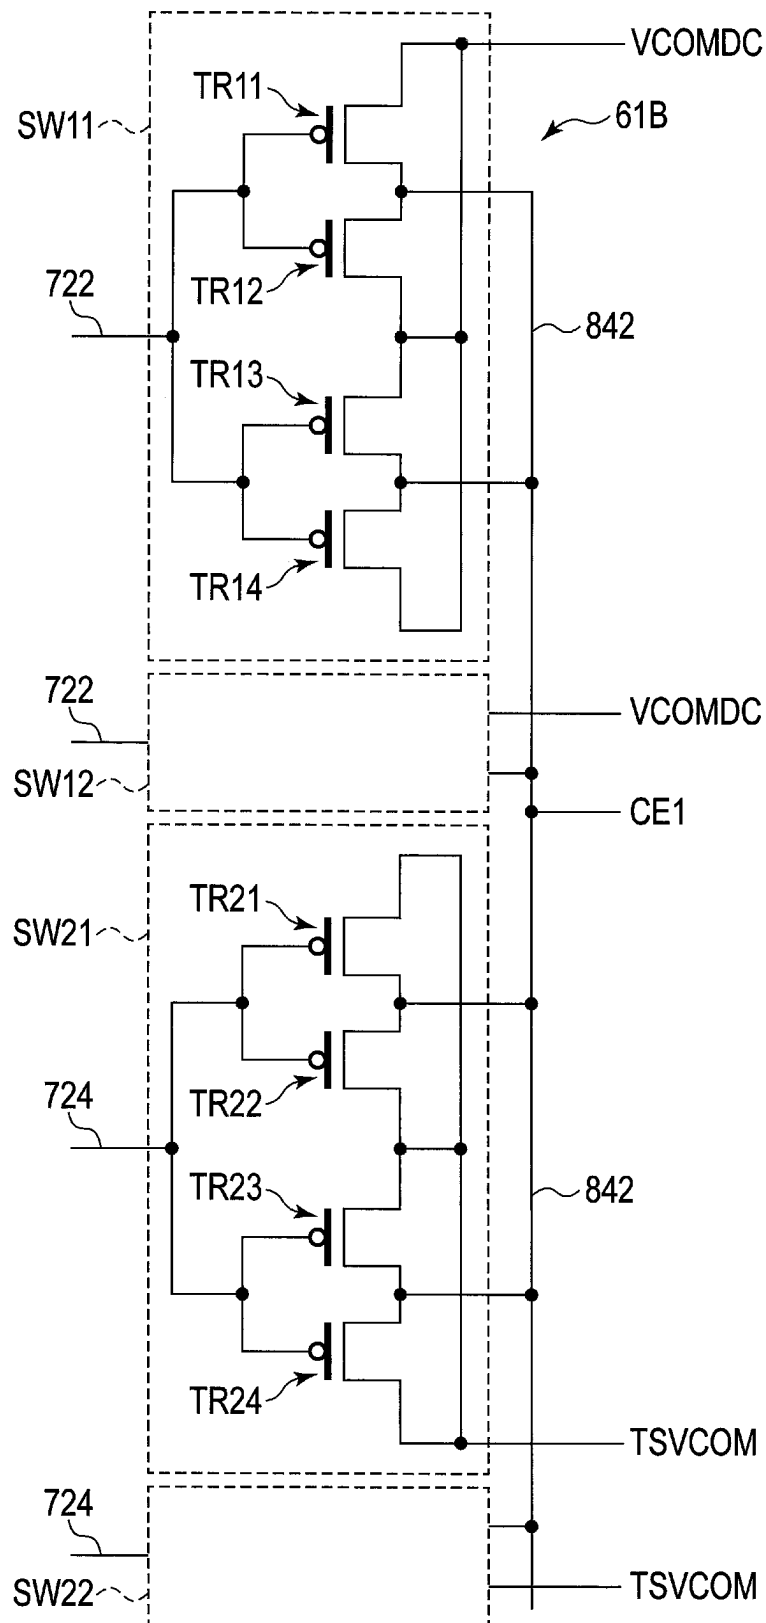 VCOMDC
TR11
61B
SW11
TR12
722
842
TR13
TR14
722
VCOMDC
SW12
CE1
TR21
SW21
TR22
724
TR23
842
TR24
TSVCOM
724
TSVCOM
SW22